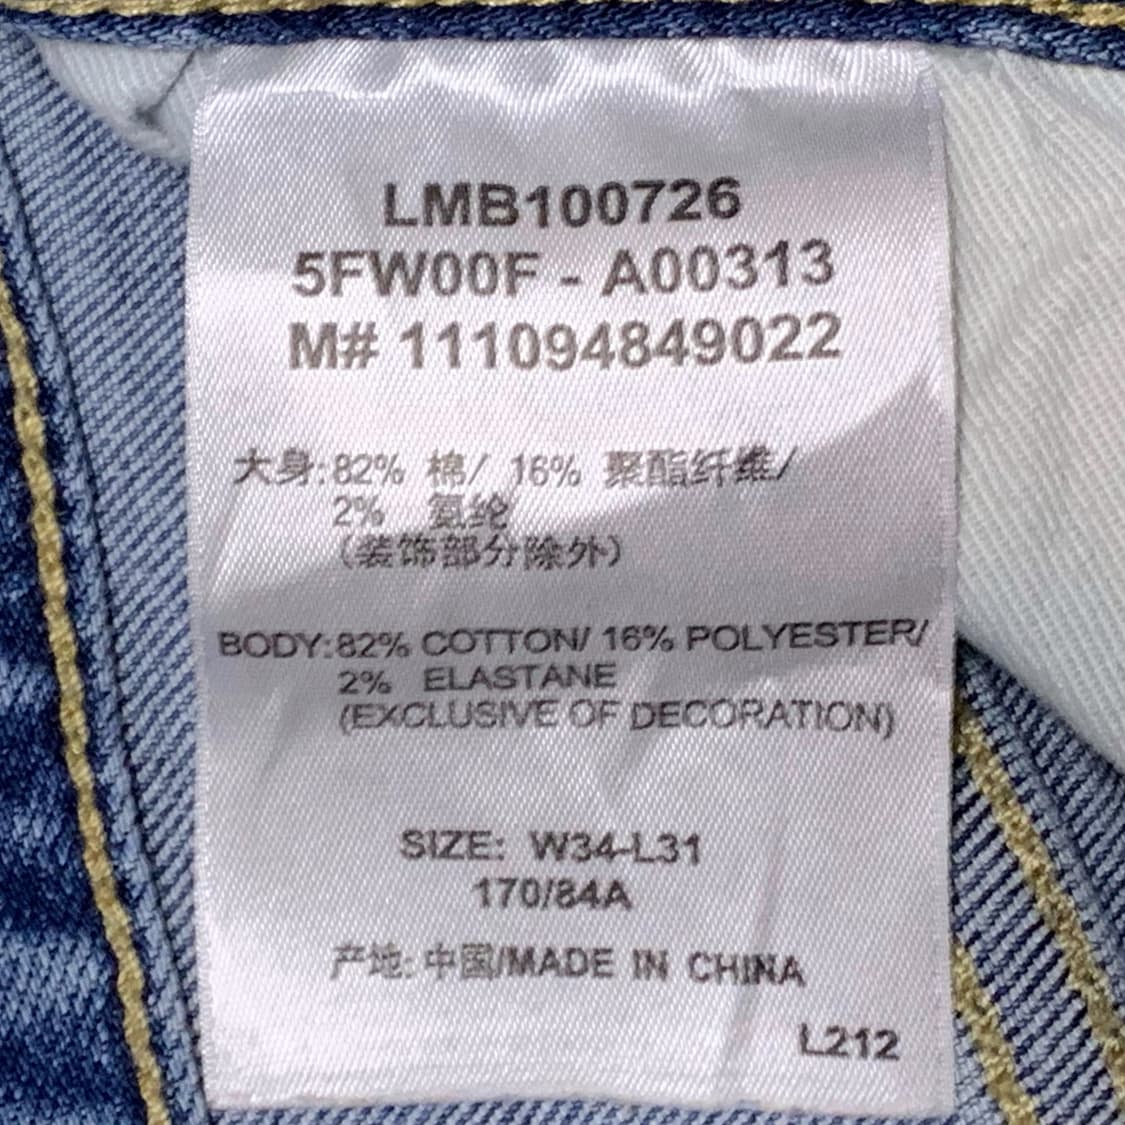 LMB100726
5FW00F - A00313
M# 111094849022
大身:82% 棉/ 16% 聚酯纤维/
2% 氨纶
(装饰部分除外)
BODY:82% COTTON/ 16% POLYESTER/
2% ELASTANE
(EXCLUSIVE OF DECORATION)
SIZE: W34-L31
170/84A
产地: 中国/MADE IN CHINA
L212